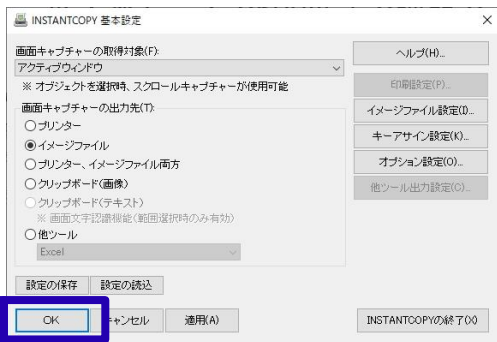 INSTANTCOPY 基本設定
画面キャプチャーの取得対象(F):
アクティブウィンドウ
※ オブジェクトを選択時、スクロールキャプチャーが使用可能
画面キャプチャーの出力先(T):
プリンター
イメージファイル
プリンター、イメージファイル両方
クリップボード(画像)
クリップボード(テキスト)
※ 画面文字認識機能(範囲選択時のみ有効)
他ツール
Excel
設定の保存 設定の読込
OK ャンセル 適用(A)
ヘルプ(H)...
印刷設定(P)...
イメージファイル設定(I)...
キーアサイン設定(K)...
オプション設定(O)...
他ツール出力設定(C)...
INSTANTCOPYの終了(X)